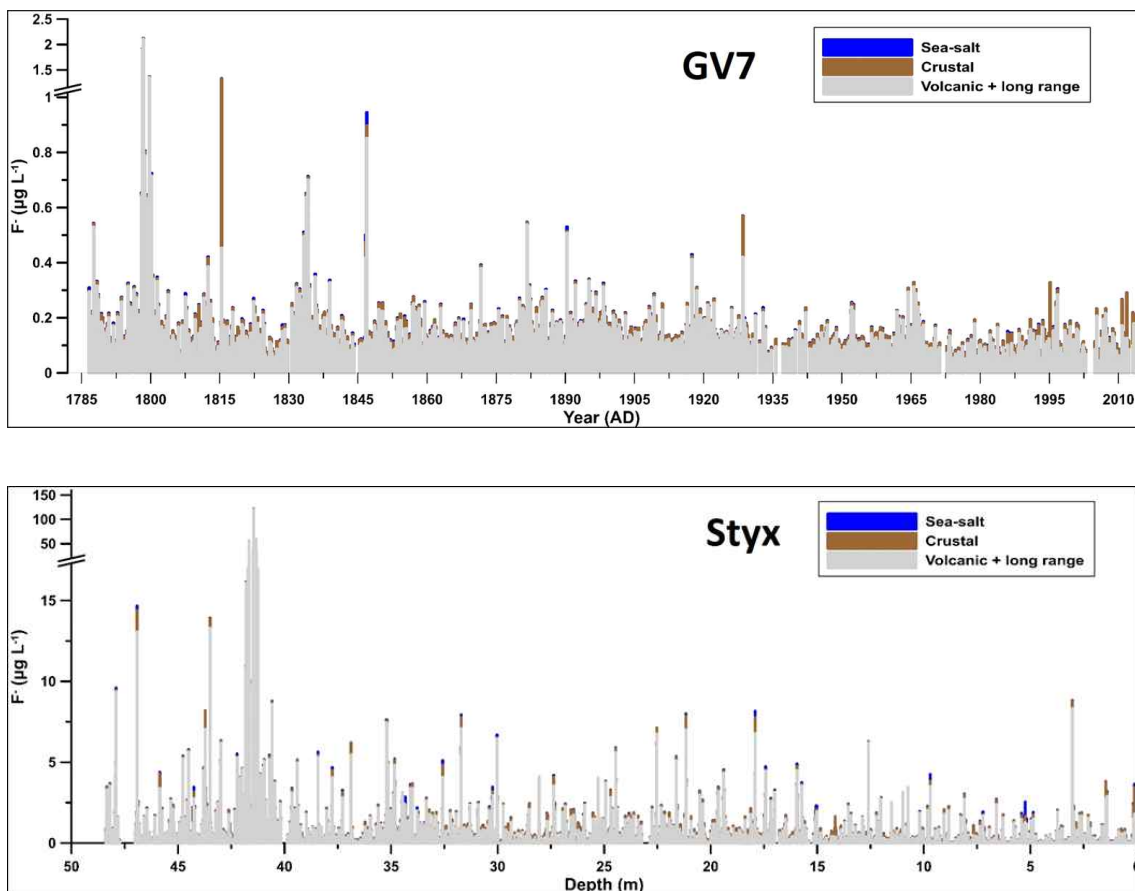 2.5
2
1.5
1
0.8
0.6
0.4
0.2
0
F- (µg L-1)
GV7
Sea-salt
Crustal
Volcanic + long range
1785 1800 1815 1830 1845 1860 1875 1890 1905 1920 1935 1950 1965 1980 1995 2010
Year (AD)
150
100
50
15
10
5
0
F- (µg L-1)
Styx
Sea-salt
Crustal
Volcanic + long range
50 45 40 35 30 25 20 15 10 5
Depth (m)